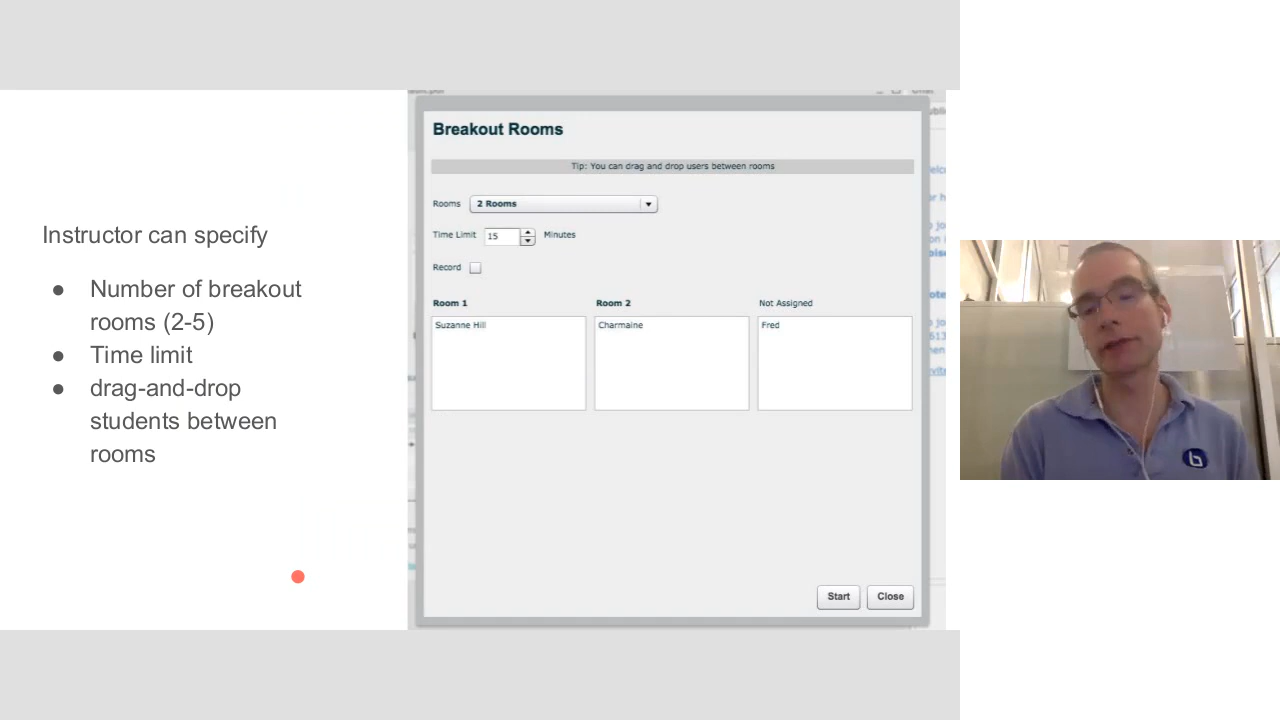 Instructor can specify
● Number of breakout
rooms (2-5)
● Time limit
● drag-and-drop
students between
rooms
Breakout Rooms
Tip: You can drag and drop users between rooms
Rooms 2 Rooms
Time Limit 15 Minutes
Record
Room 1 Room 2 Not Assigned
Suzanne Hill Charmaine Fred
Start Close